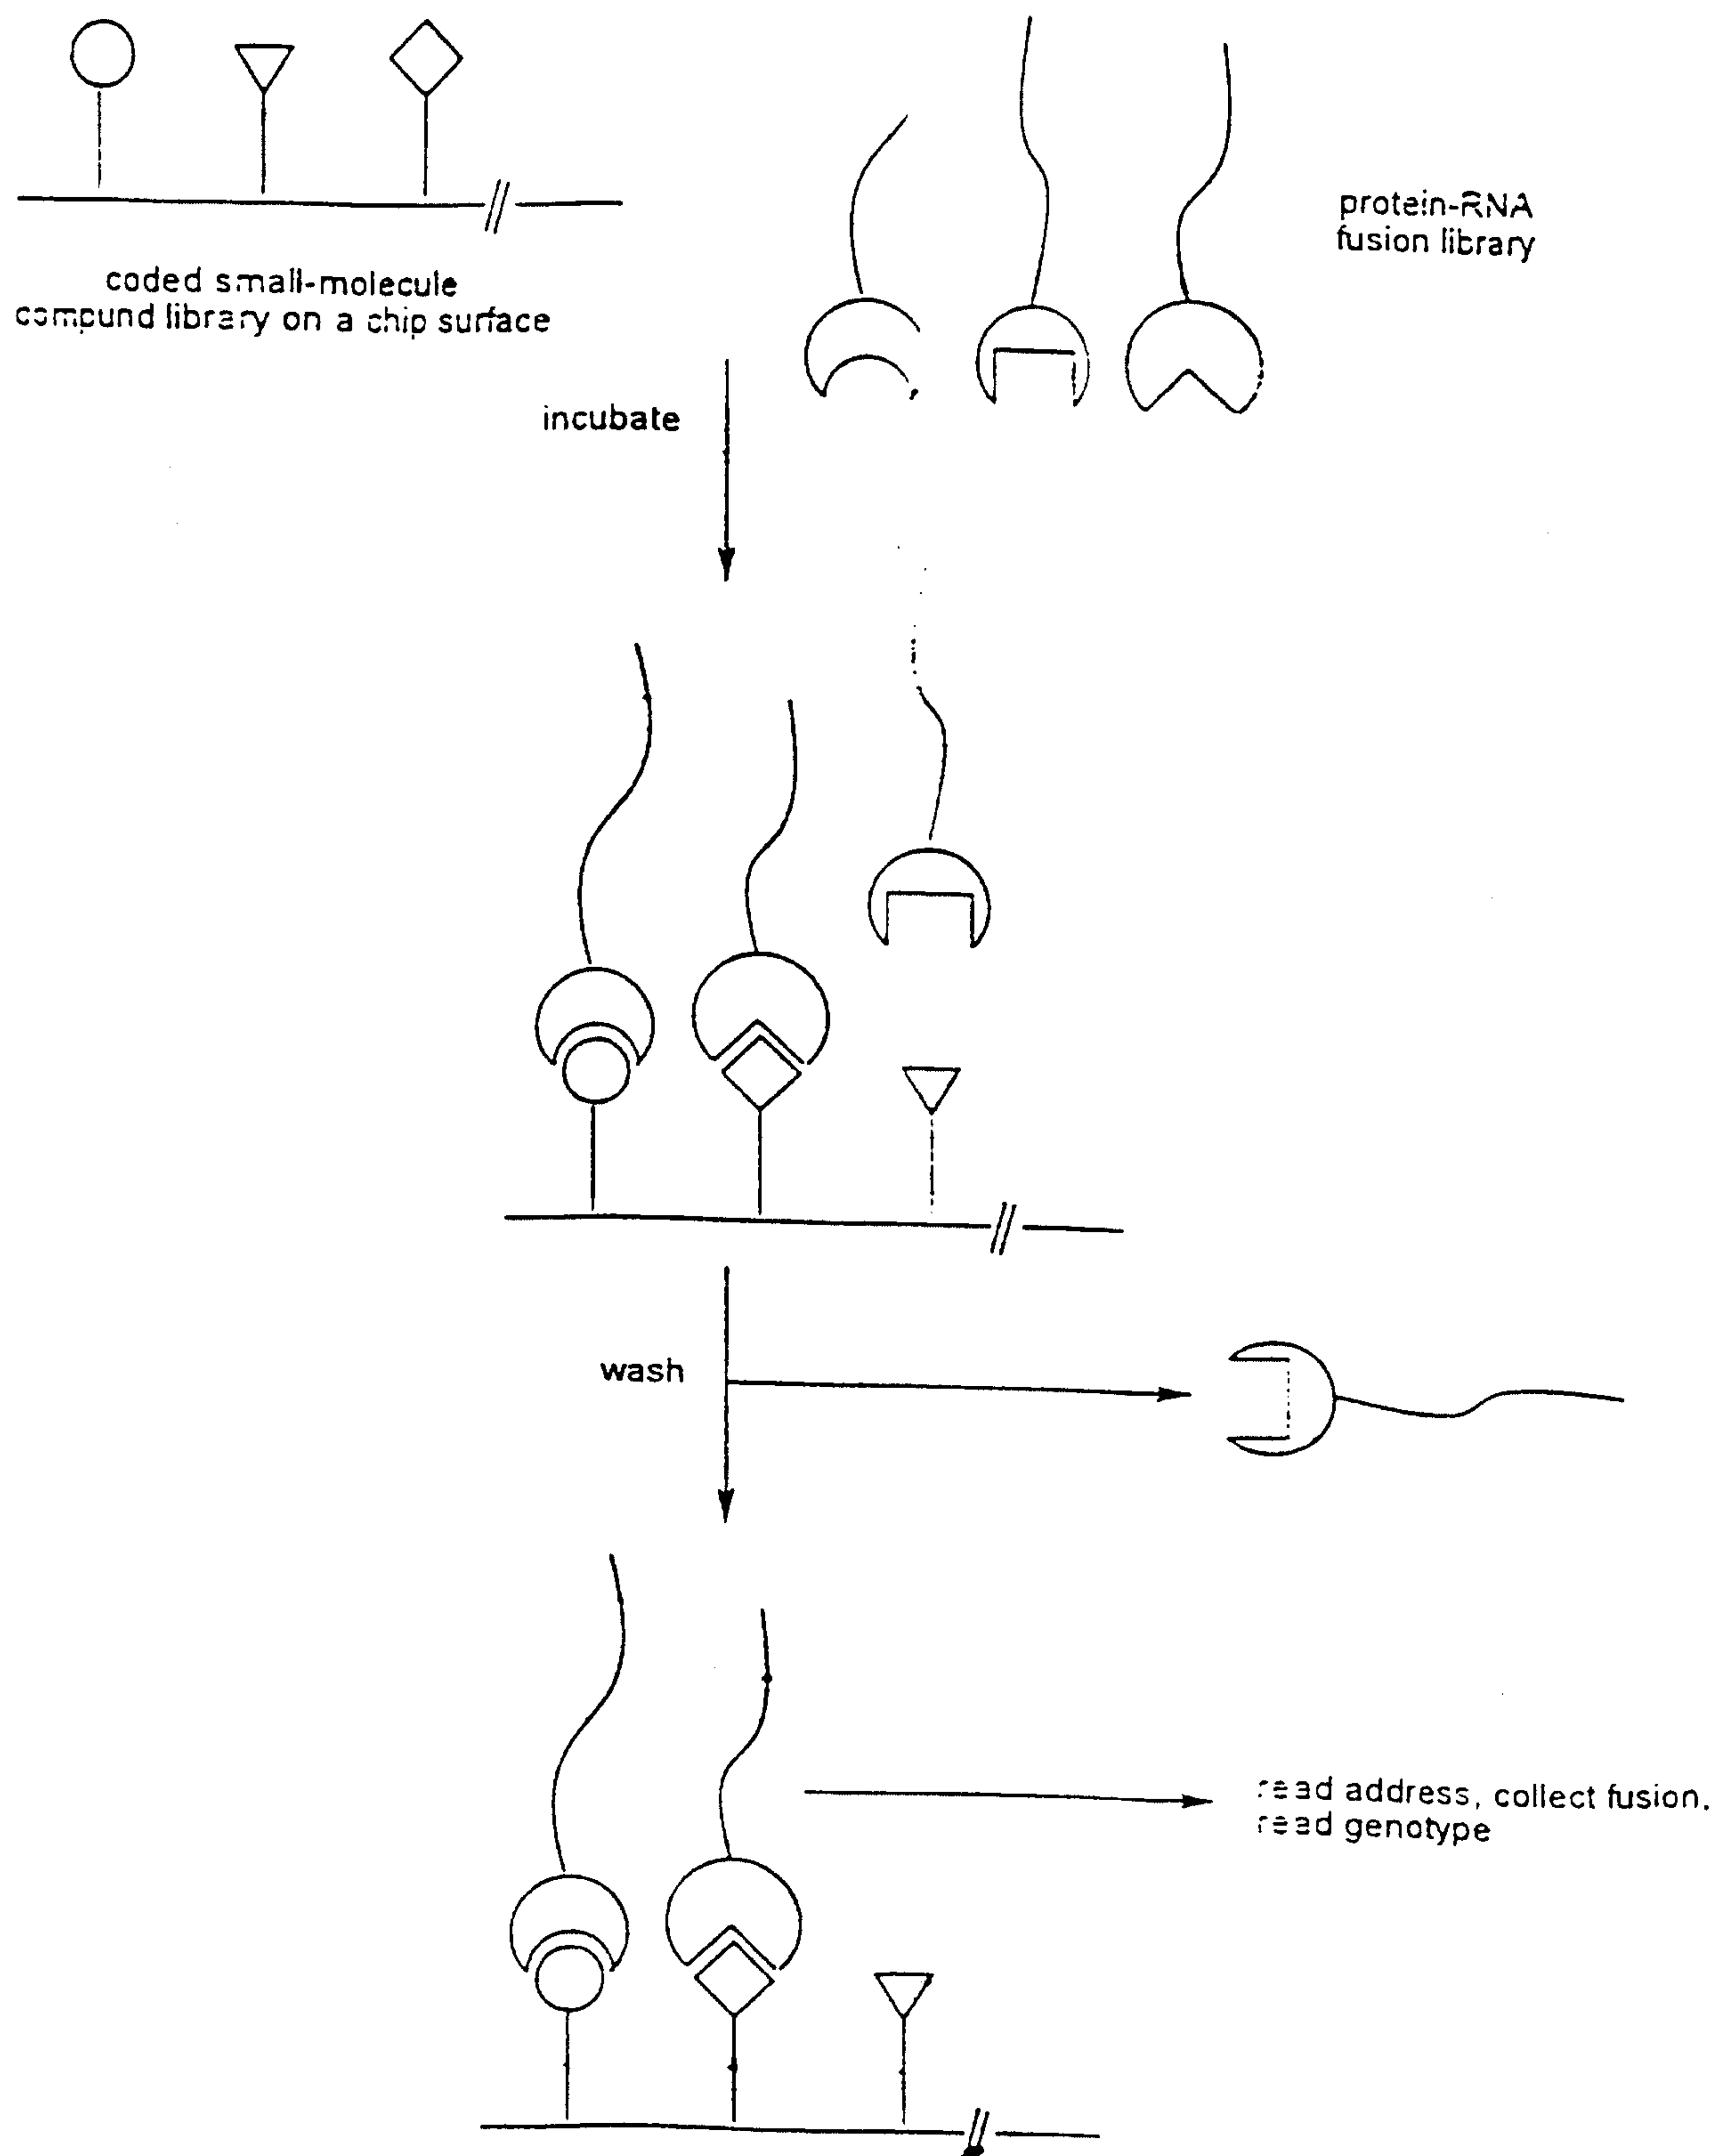 protein-RNA
fusion library
coded small-molecule
compund library on a chip surface
incubate
wash
read address, collect fusion.
read genotype